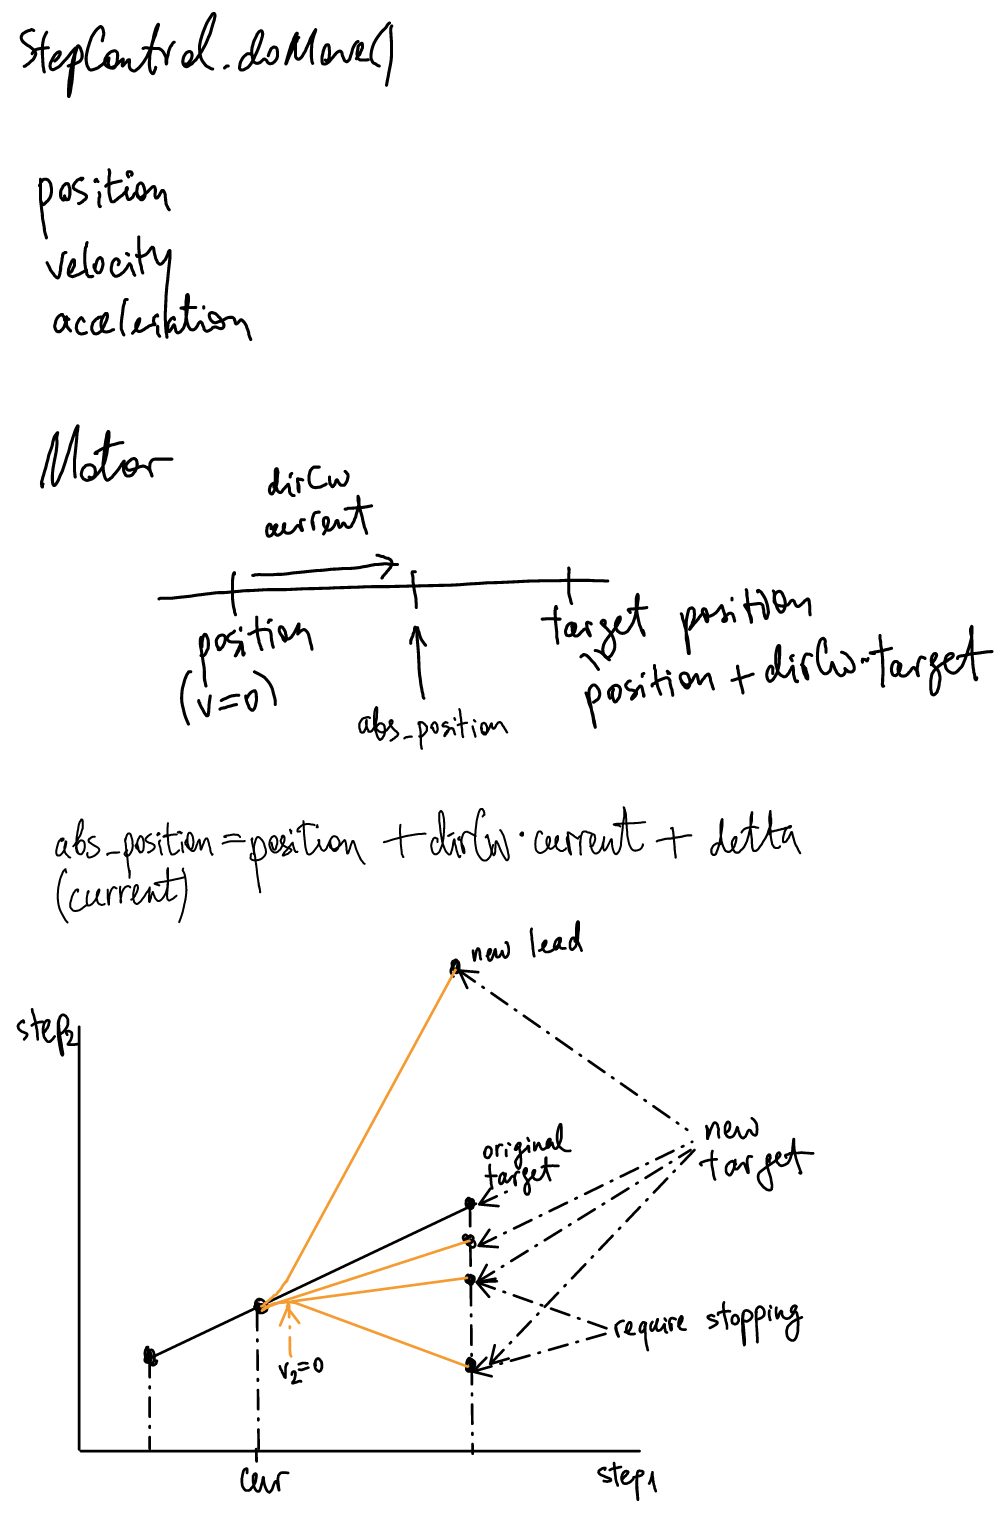 StepControl.doMove()
position
velocity
acceleration
Motor
dirCw
current
position
(v=0)
abs_position
target position
=
position + dirCw·target
abs_position = position + dirCw · current + delta
(current)
new lead
step2
original
target
new
target
require stopping
v2=0
cur
step1